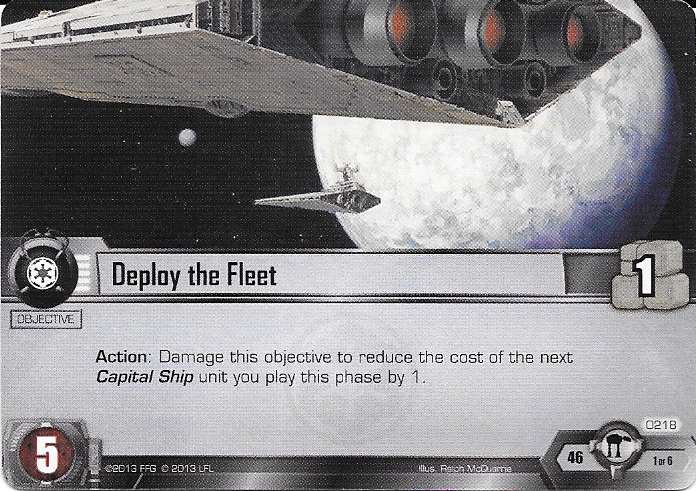 Deploy the Fleet
1
OBJECTIVE
Action: Damage this objective to reduce the cost of the next
Capital Ship unit you play this phase by 1.
5
©2013 FFG © 2013 LFL
Illus. Ralph McQuarrie
46
0218
1 OF 6